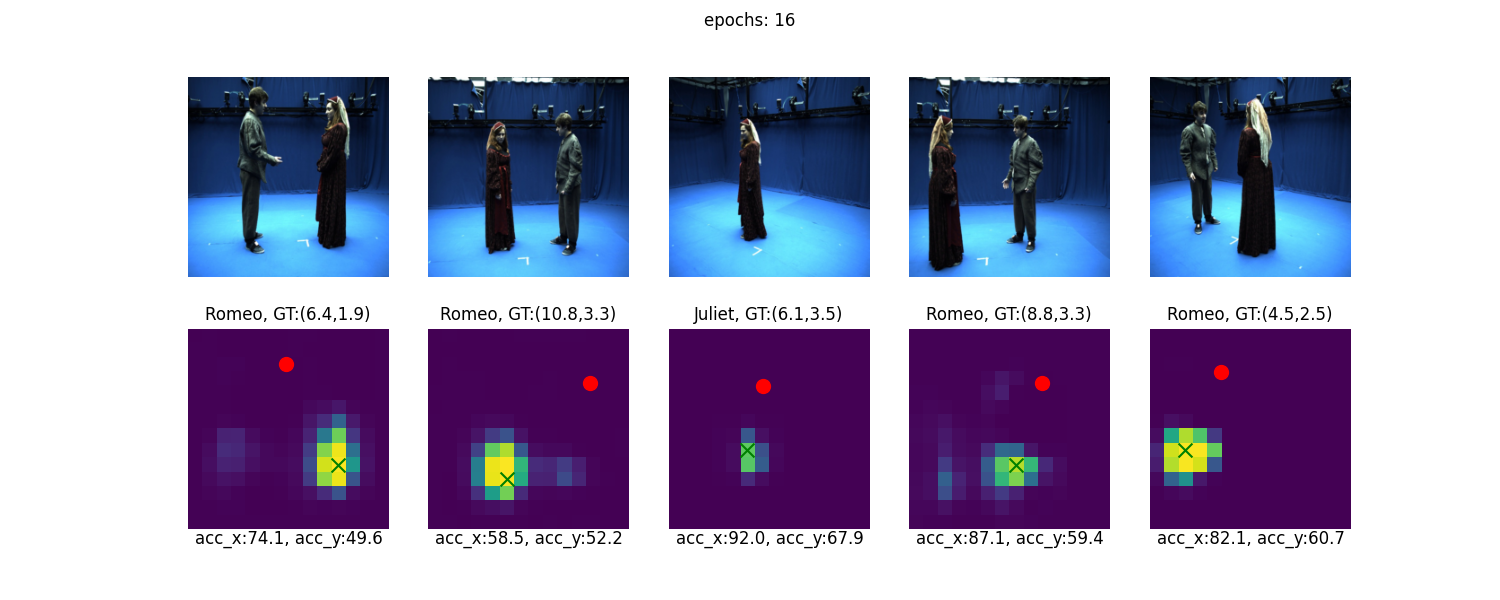 epochs: 16
Romeo, GT:(6.4,1.9)
Romeo, GT:(10.8,3.3)
Juliet, GT:(6.1,3.5)
Romeo, GT:(8.8,3.3)
Romeo, GT:(4.5,2.5)
acc_x:74.1, acc_y:49.6
acc_x:58.5, acc_y:52.2
acc_x:92.0, acc_y:67.9
acc_x:87.1, acc_y:59.4
acc_x:82.1, acc_y:60.7